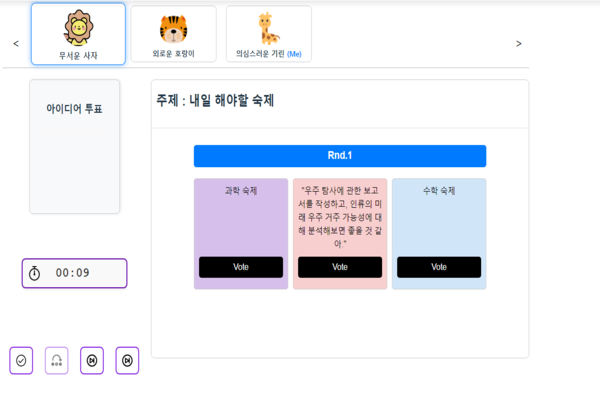 <
무서운 사자
외로운 호랑이
의심스러운 기린 (Me)
>
아이디어 투표
주제 : 내일 해야할 숙제
Rnd.1
과학 숙제
"우주 탐사에 관한 보고
서를 작성하고, 인류의 미
래 우주 거주 가능성에 대
해 분석해보면 좋을 것 같
아."
수학 숙제
Vote
Vote
Vote
00:09